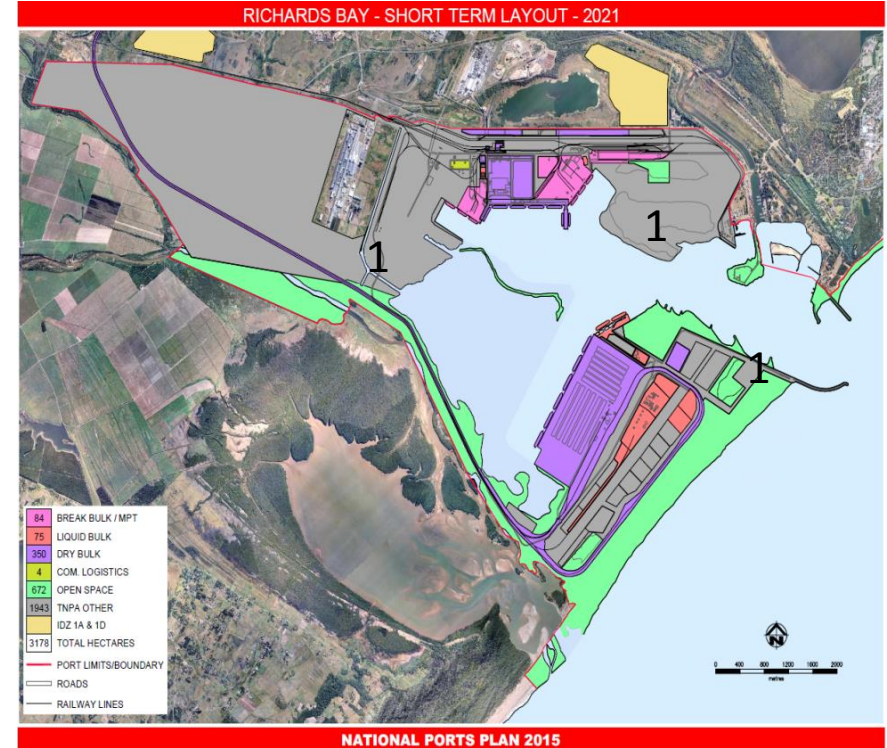 RICHARDS BAY - SHORT TERM LAYOUT - 2021
1
1
1
84 BREAK BULK / MPT
75 LIQUID BULK
350 DRY BULK
4 COM. LOGISTICS
672 OPEN SPACE
1943 TNPA OTHER
IDZ 1A & 1D
3178 TOTAL HECTARES
PORT LIMITS/BOUNDARY
ROADS
RAILWAY LINES
N
0 400 800 1200 1600 2000
metres
NATIONAL PORTS PLAN 2015